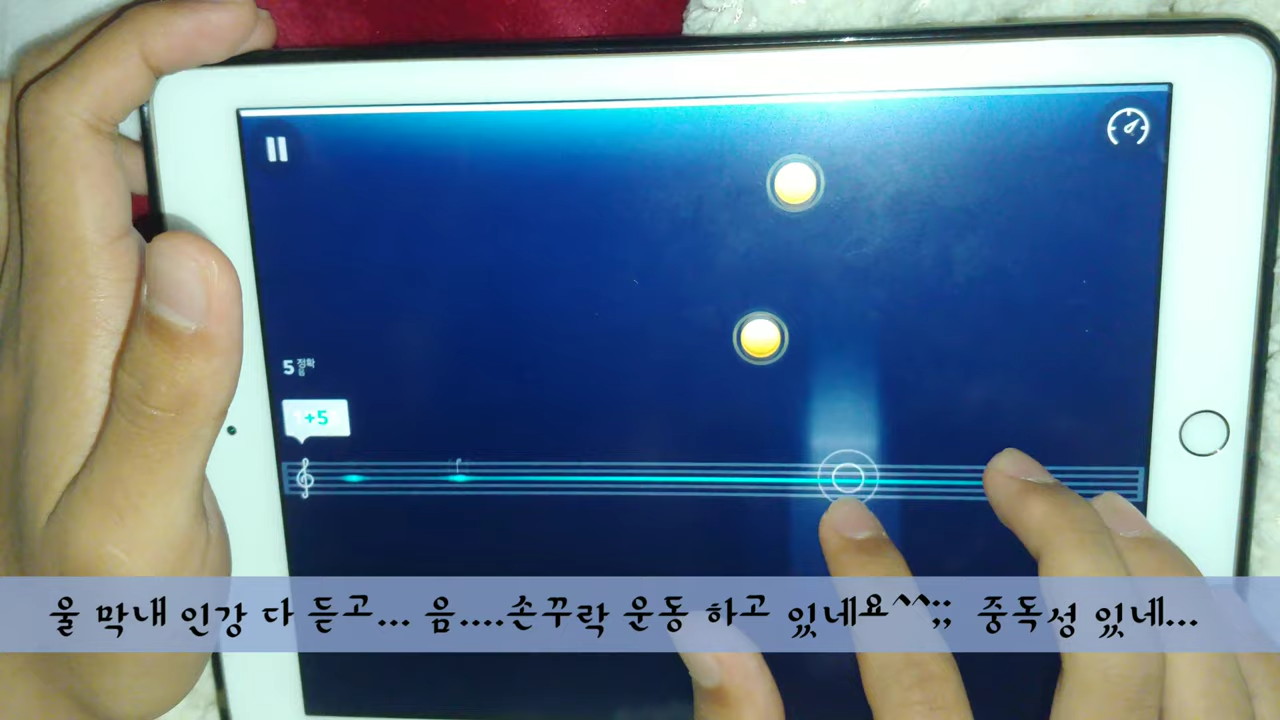 5 정확
음
+5
울 막내 인강 다 듣고... 음....손꾸락 운동 하고 있네요^^;; 중독성 있네...